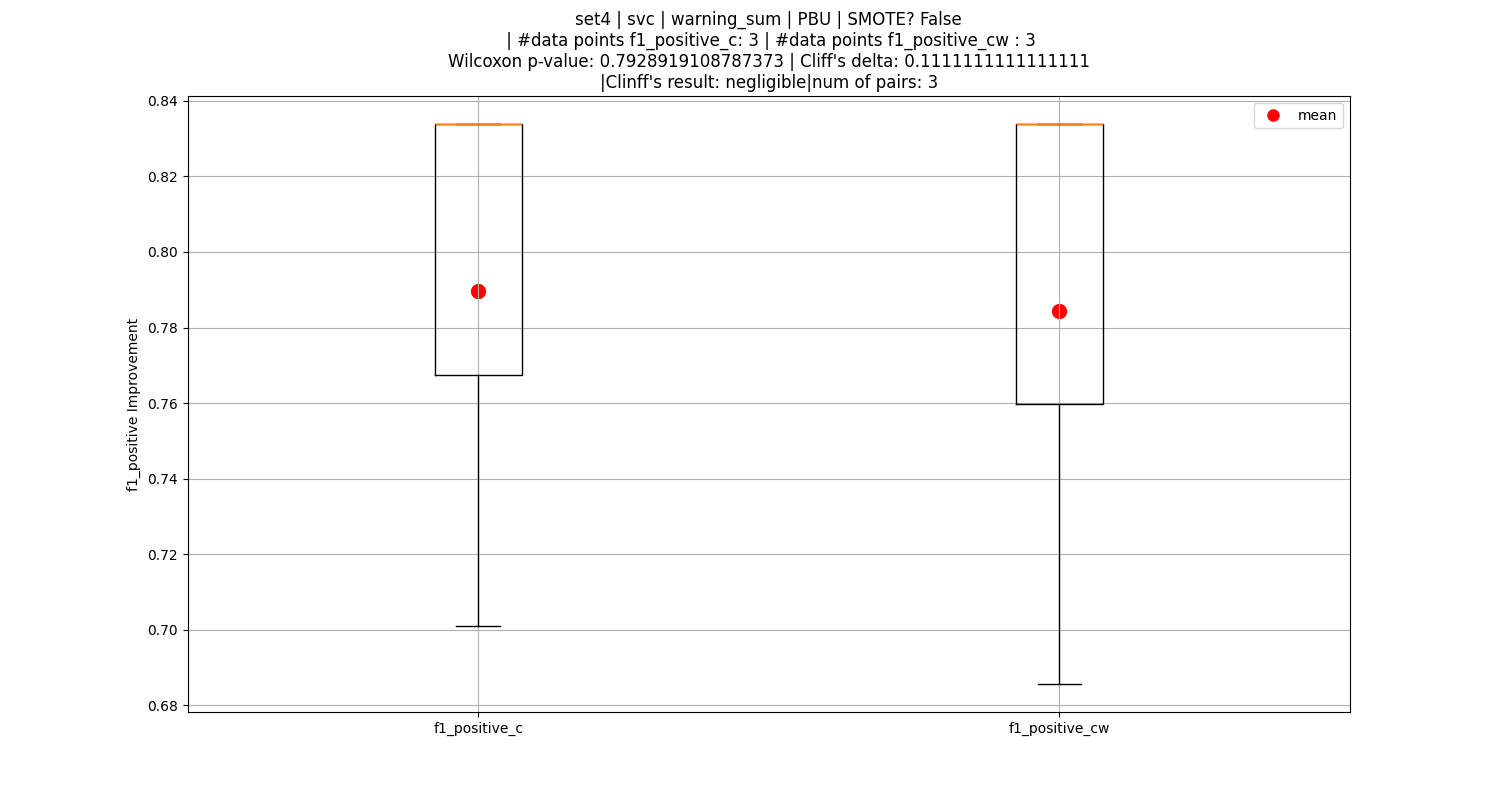 set4 | svc | warning_sum | PBU | SMOTE? False
| #data points f1_positive_c: 3 | #data points f1_positive_cw : 3
Wilcoxon p-value: 0.7928919108787373 | Cliff's delta: 0.1111111111111111
|Clinff's result: negligible|num of pairs: 3
mean
f1_positive Improvement
0.84
0.82
0.80
0.78
0.76
0.74
0.72
0.70
0.68
f1_positive_c
f1_positive_cw